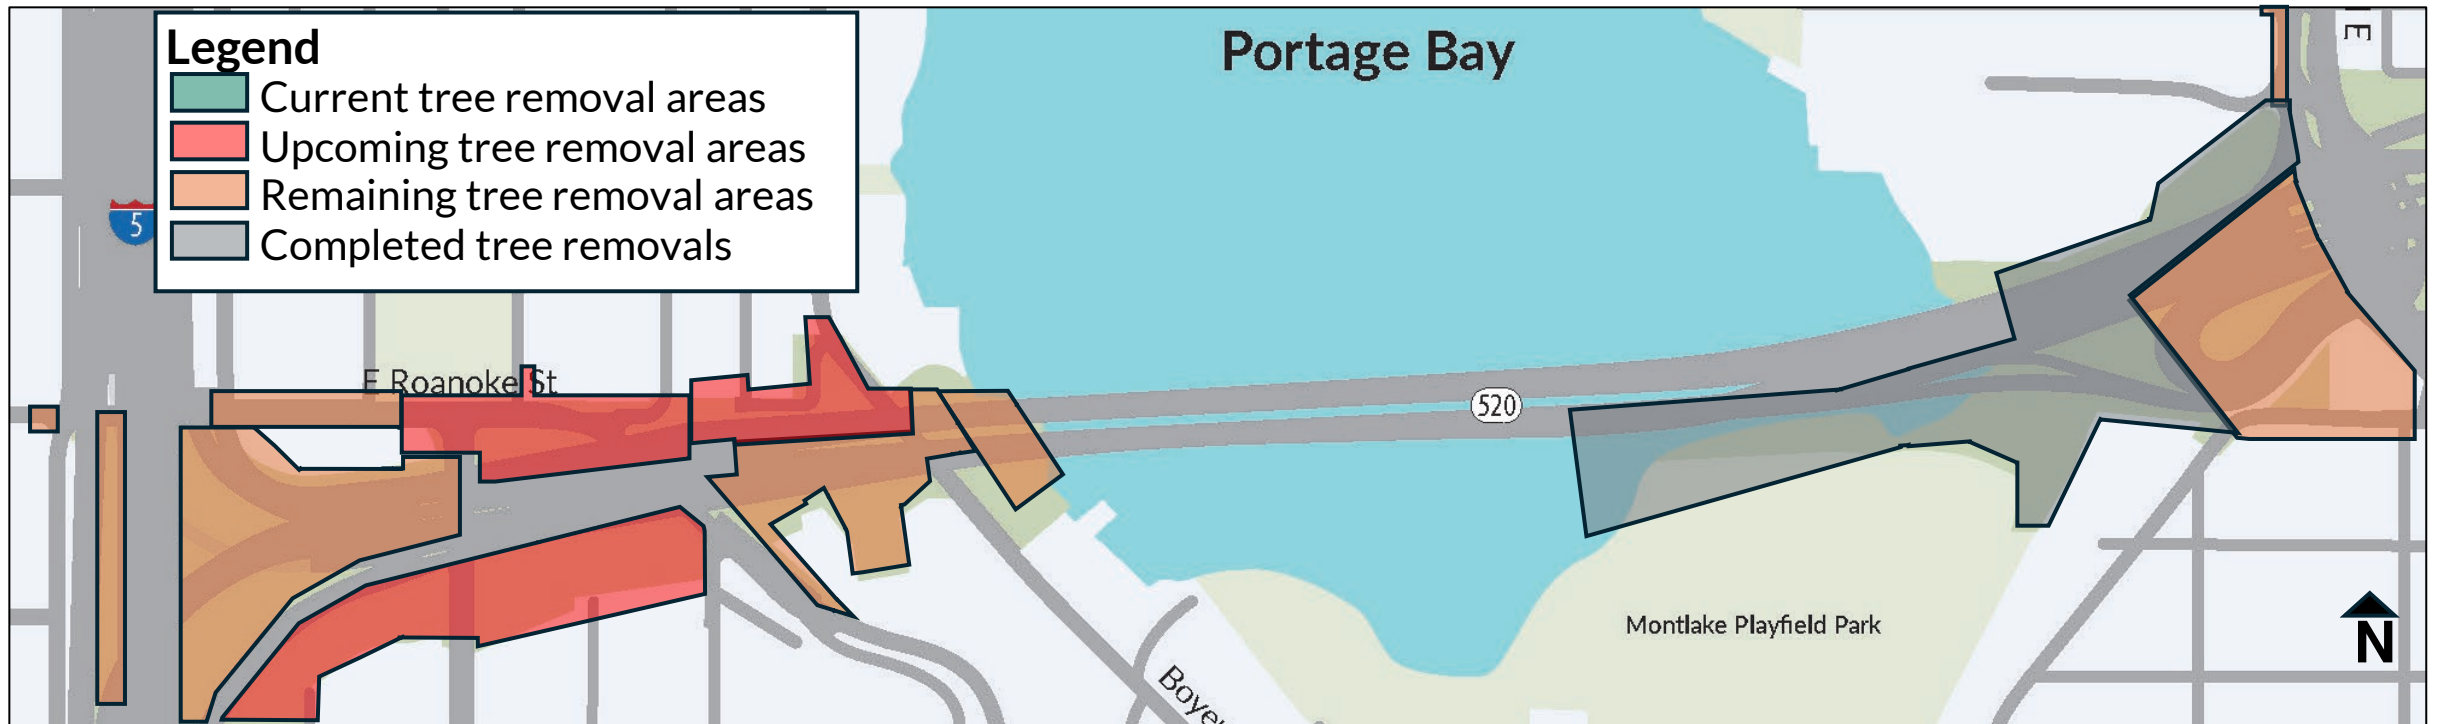 Legend
Current tree removal areas
Upcoming tree removal areas
Remaining tree removal areas
Completed tree removals
Portage Bay
E
5
E Roanoke St
520
Montlake Playfield Park
N